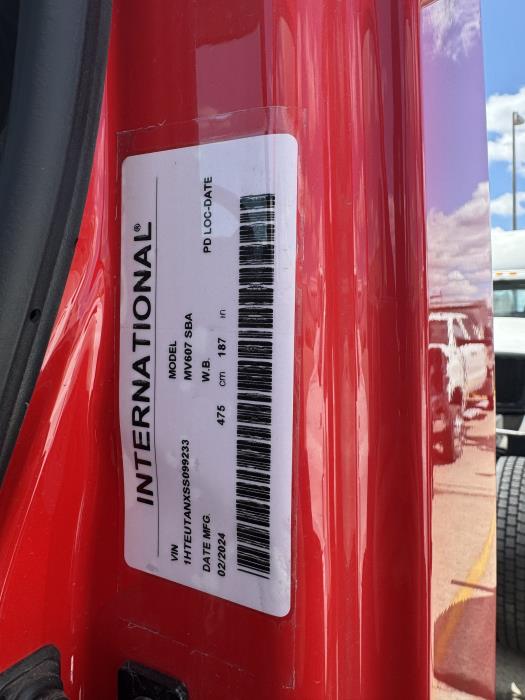 INTERNATIONAL®
VIN MODEL
1HTEUTANXSS099233 MV607 SBA
DATE MFG. W.B. PD LOC-DATE
02/2024 475 cm 187 in